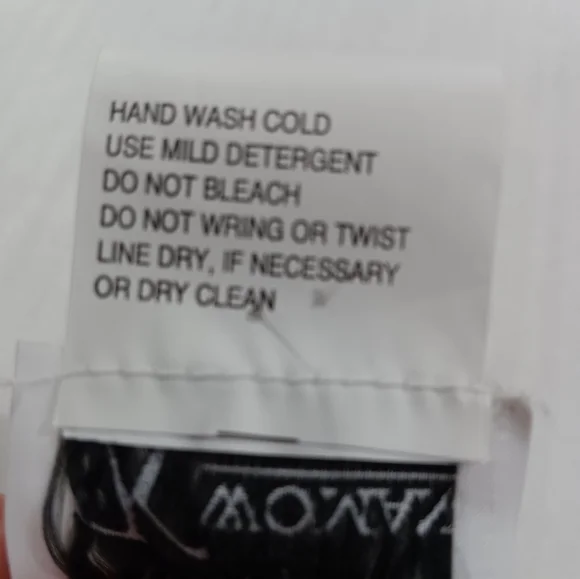 HAND WASH COLD
USE MILD DETERGENT
DO NOT BLEACH
DO NOT WRING OR TWIST
LINE DRY, IF NECESSARY
OR DRY CLEAN